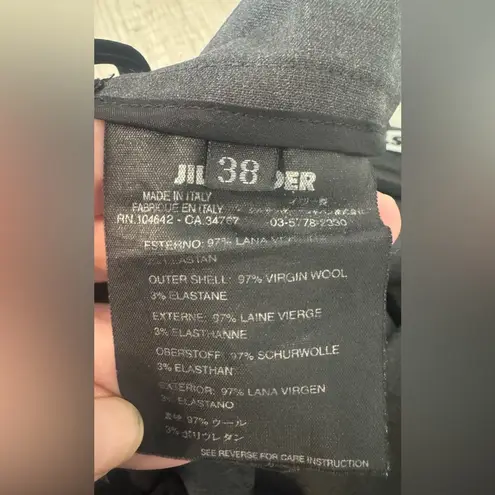 38
JIL DER
MADE IN ITALY
FABRIQUE EN ITALY
RN.104642 - CA.34767 03-5778-2330
ESTERNO: 97% LANA
ELASTAN
OUTER SHELL: 97% VIRGIN WOOL
3% ELASTANE
EXTERNE: 97% LAINE VIERGE
3% ELASTHANNE
OBERSTOFF: 97% SCHURWOLLE
3% ELASTHAN
EXTERIOR: 97% LANA VIRGEN
3% ELASTANO
表地 97% ウール
3% ポリウレタン
SEE REVERSE FOR CARE INSTRUCTION